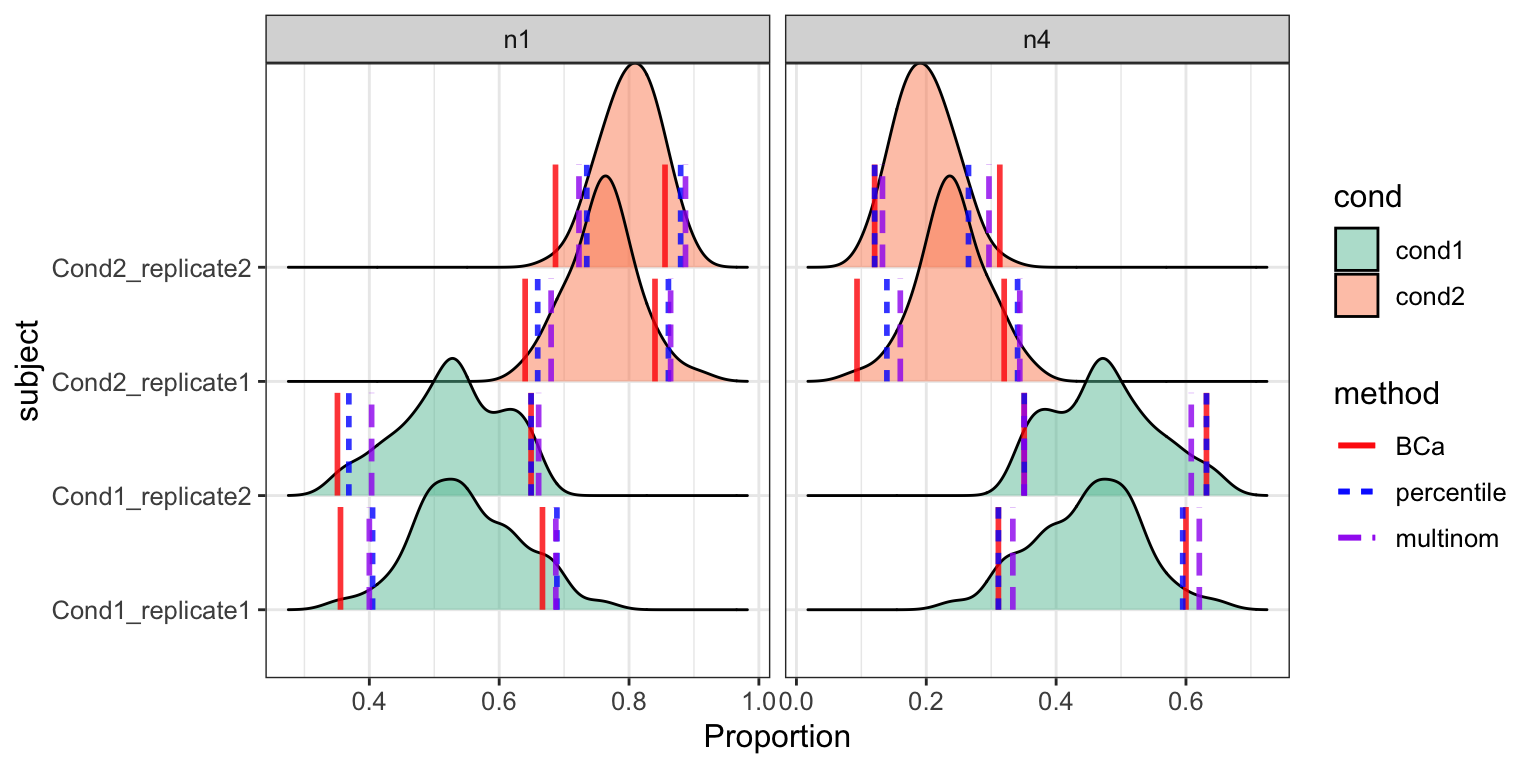 n1
n4
subject
Cond2_replicate2
Cond2_replicate1
Cond1_replicate2
Cond1_replicate1
0.4
0.6
0.8
1.0
0.0
0.2
0.4
0.6
Proportion
cond
cond1
cond2
method
BCa
percentile
multinom